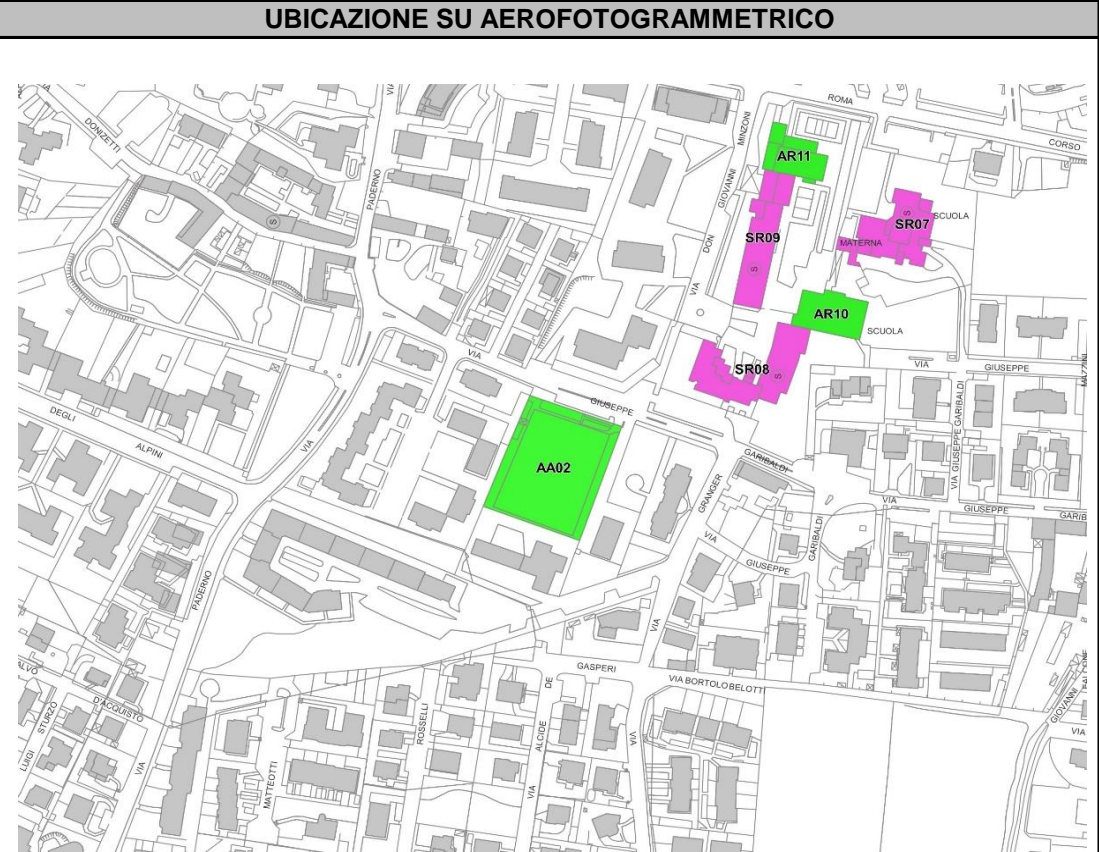 UBICAZIONE SU AEROFOTOGRAMMETRICO
ROMA
CORSO
DONIZETTI
VIA
PADERNO
MINZONI
GIOVANNI
DON
VIA
AR11
SR09
S
SR07
S
SCUOLA
MATERNA
S
AR10
SCUOLA
SR08
S
VIA
GIUSEPPE
MAZZINI
VIA
GIUSEPPE
GARIBALDI
AA02
DEGLI
ALPINI
VIA
PADERNO
GRANGER
VIA
VIA
GIUSEPPE
GARIBALDI
VIA GIUSEPPE GARIBALDI
VIA
GIUSEPPE
GARIB
GASPERI
DE
ALCIDE
VIA
VIA BORTOLO BELOTTI
VIA
D'ACQUISTO
STURZO
LUIGI
VIA
MATTEOTTI
ROSSELLI
GIOVANNI
VIA